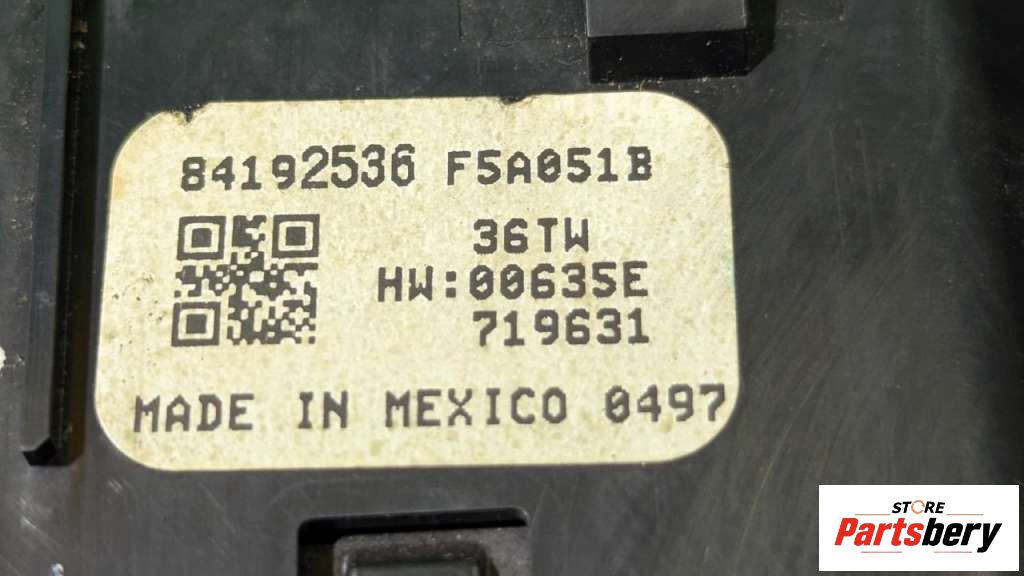 84192536 F5A051B
36TW
HW:00635E
719631
MADE IN MEXICO 0497
STORE
Partsbery